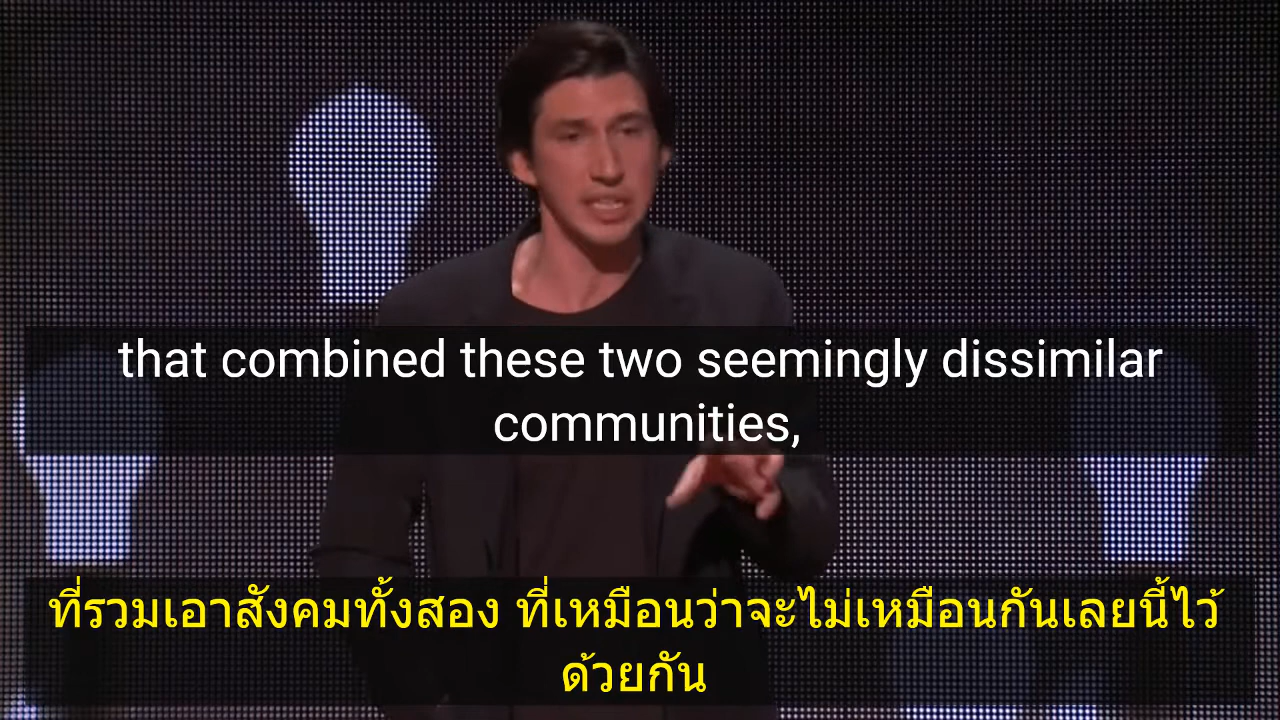 that combined these two seemingly dissimilar
communities,
ที่รวมเอาสังคมทั้งสอง ที่เหมือนว่าจะไม่เหมือนกันเลยนี้ไว้
ด้วยกัน